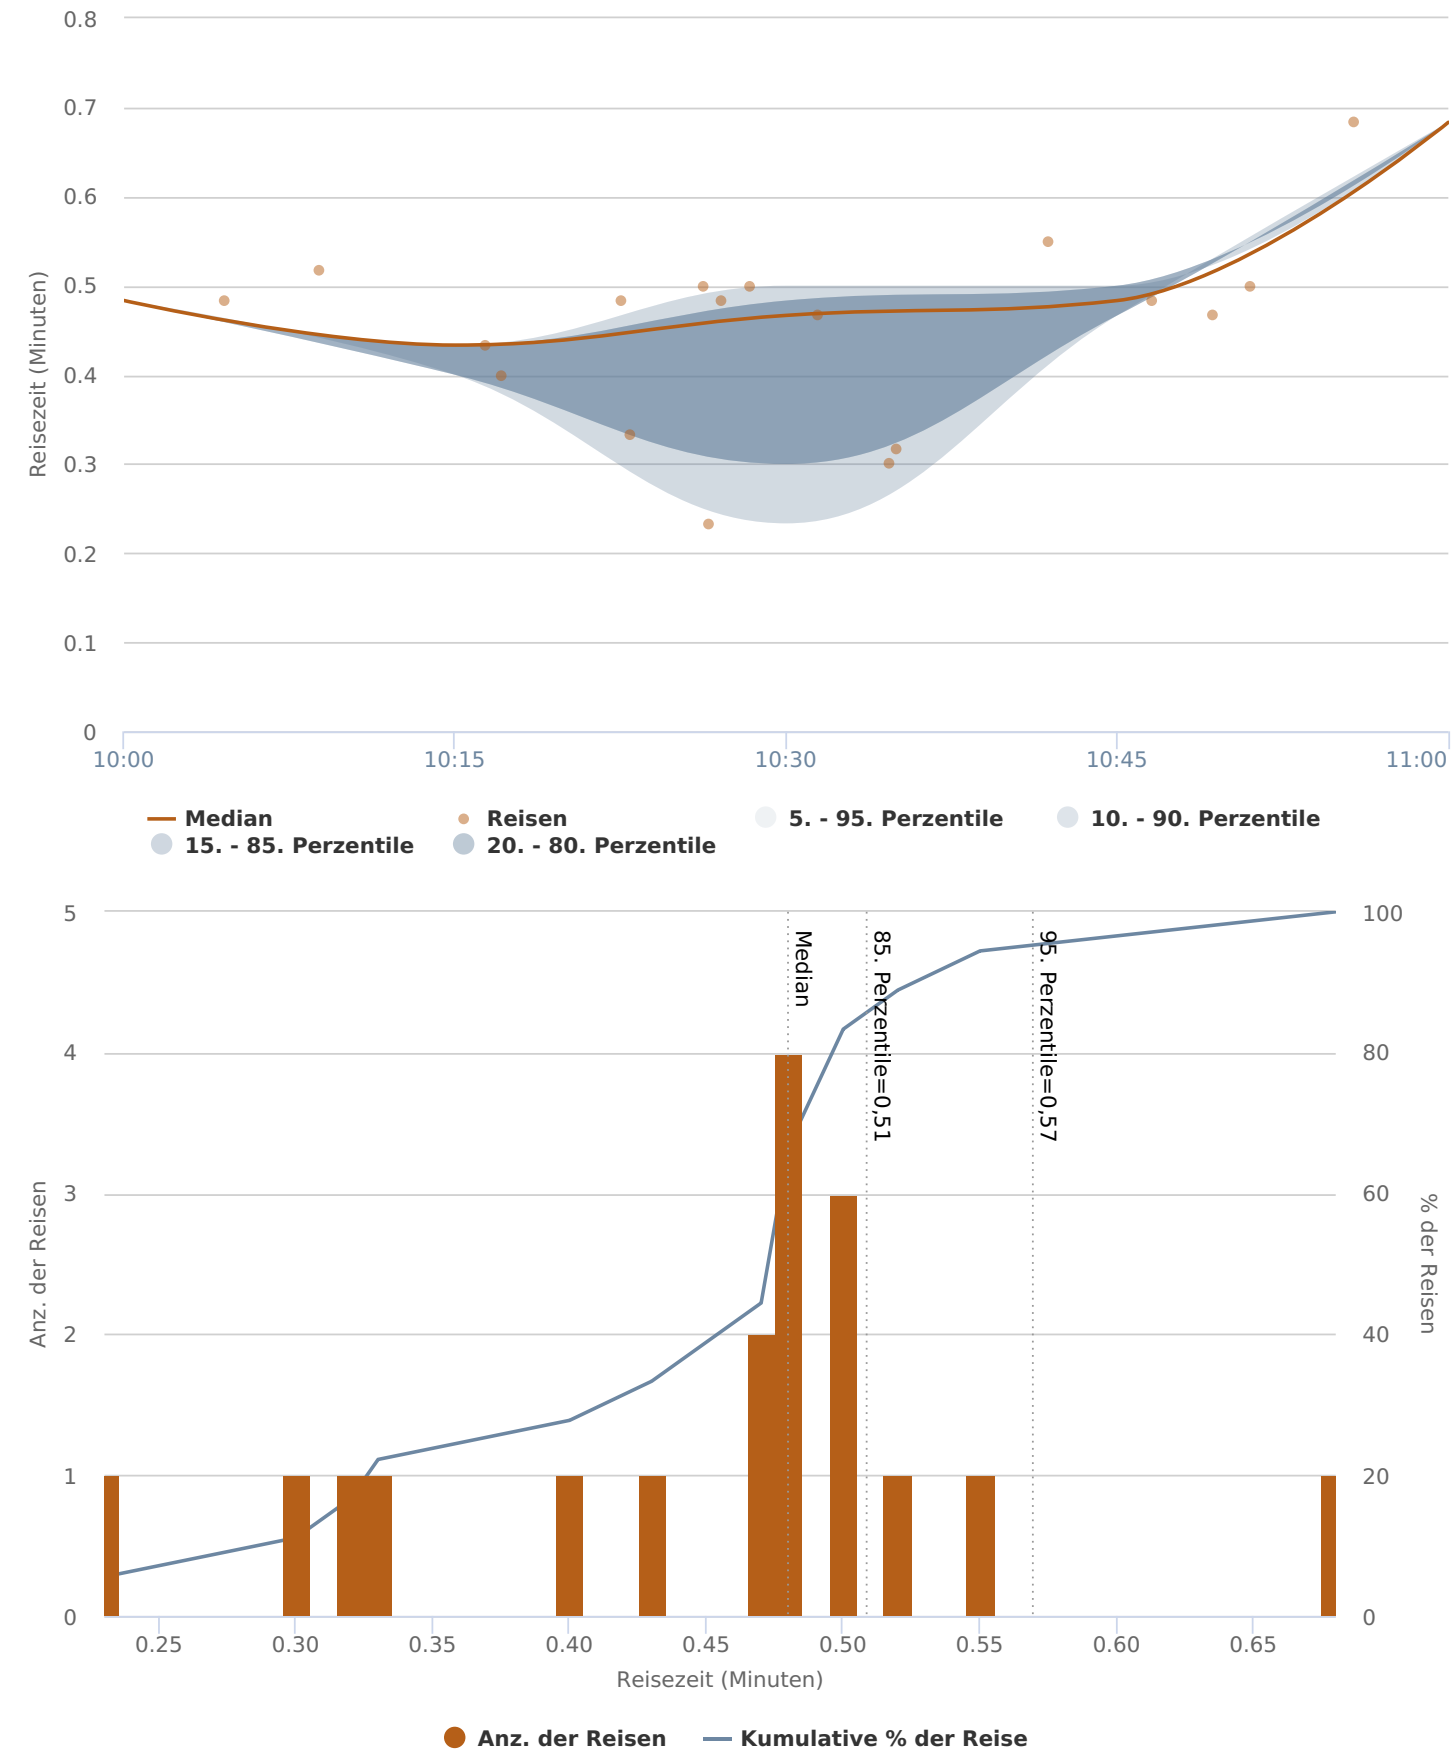 0.8
0.7
0.6
0.5
0.4
0.3
0.2
0.1
0
Reisezeit (Minuten)
10:00 10:15 10:30 10:45 11:00
Median Reisen 5. - 95. Perzentile 10. - 90. Perzentile
15. - 85. Perzentile 20. - 80. Perzentile
5
4
3
2
1
0
Anz. der Reisen
Median
85. Perzentile=0,51
95. Perzentile=0,57
100
80
60
40
20
0
% der Reisen
0.25 0.30 0.35 0.40 0.45 0.50 0.55 0.60 0.65
Reisezeit (Minuten)
Anz. der Reisen Kumulative % der Reise